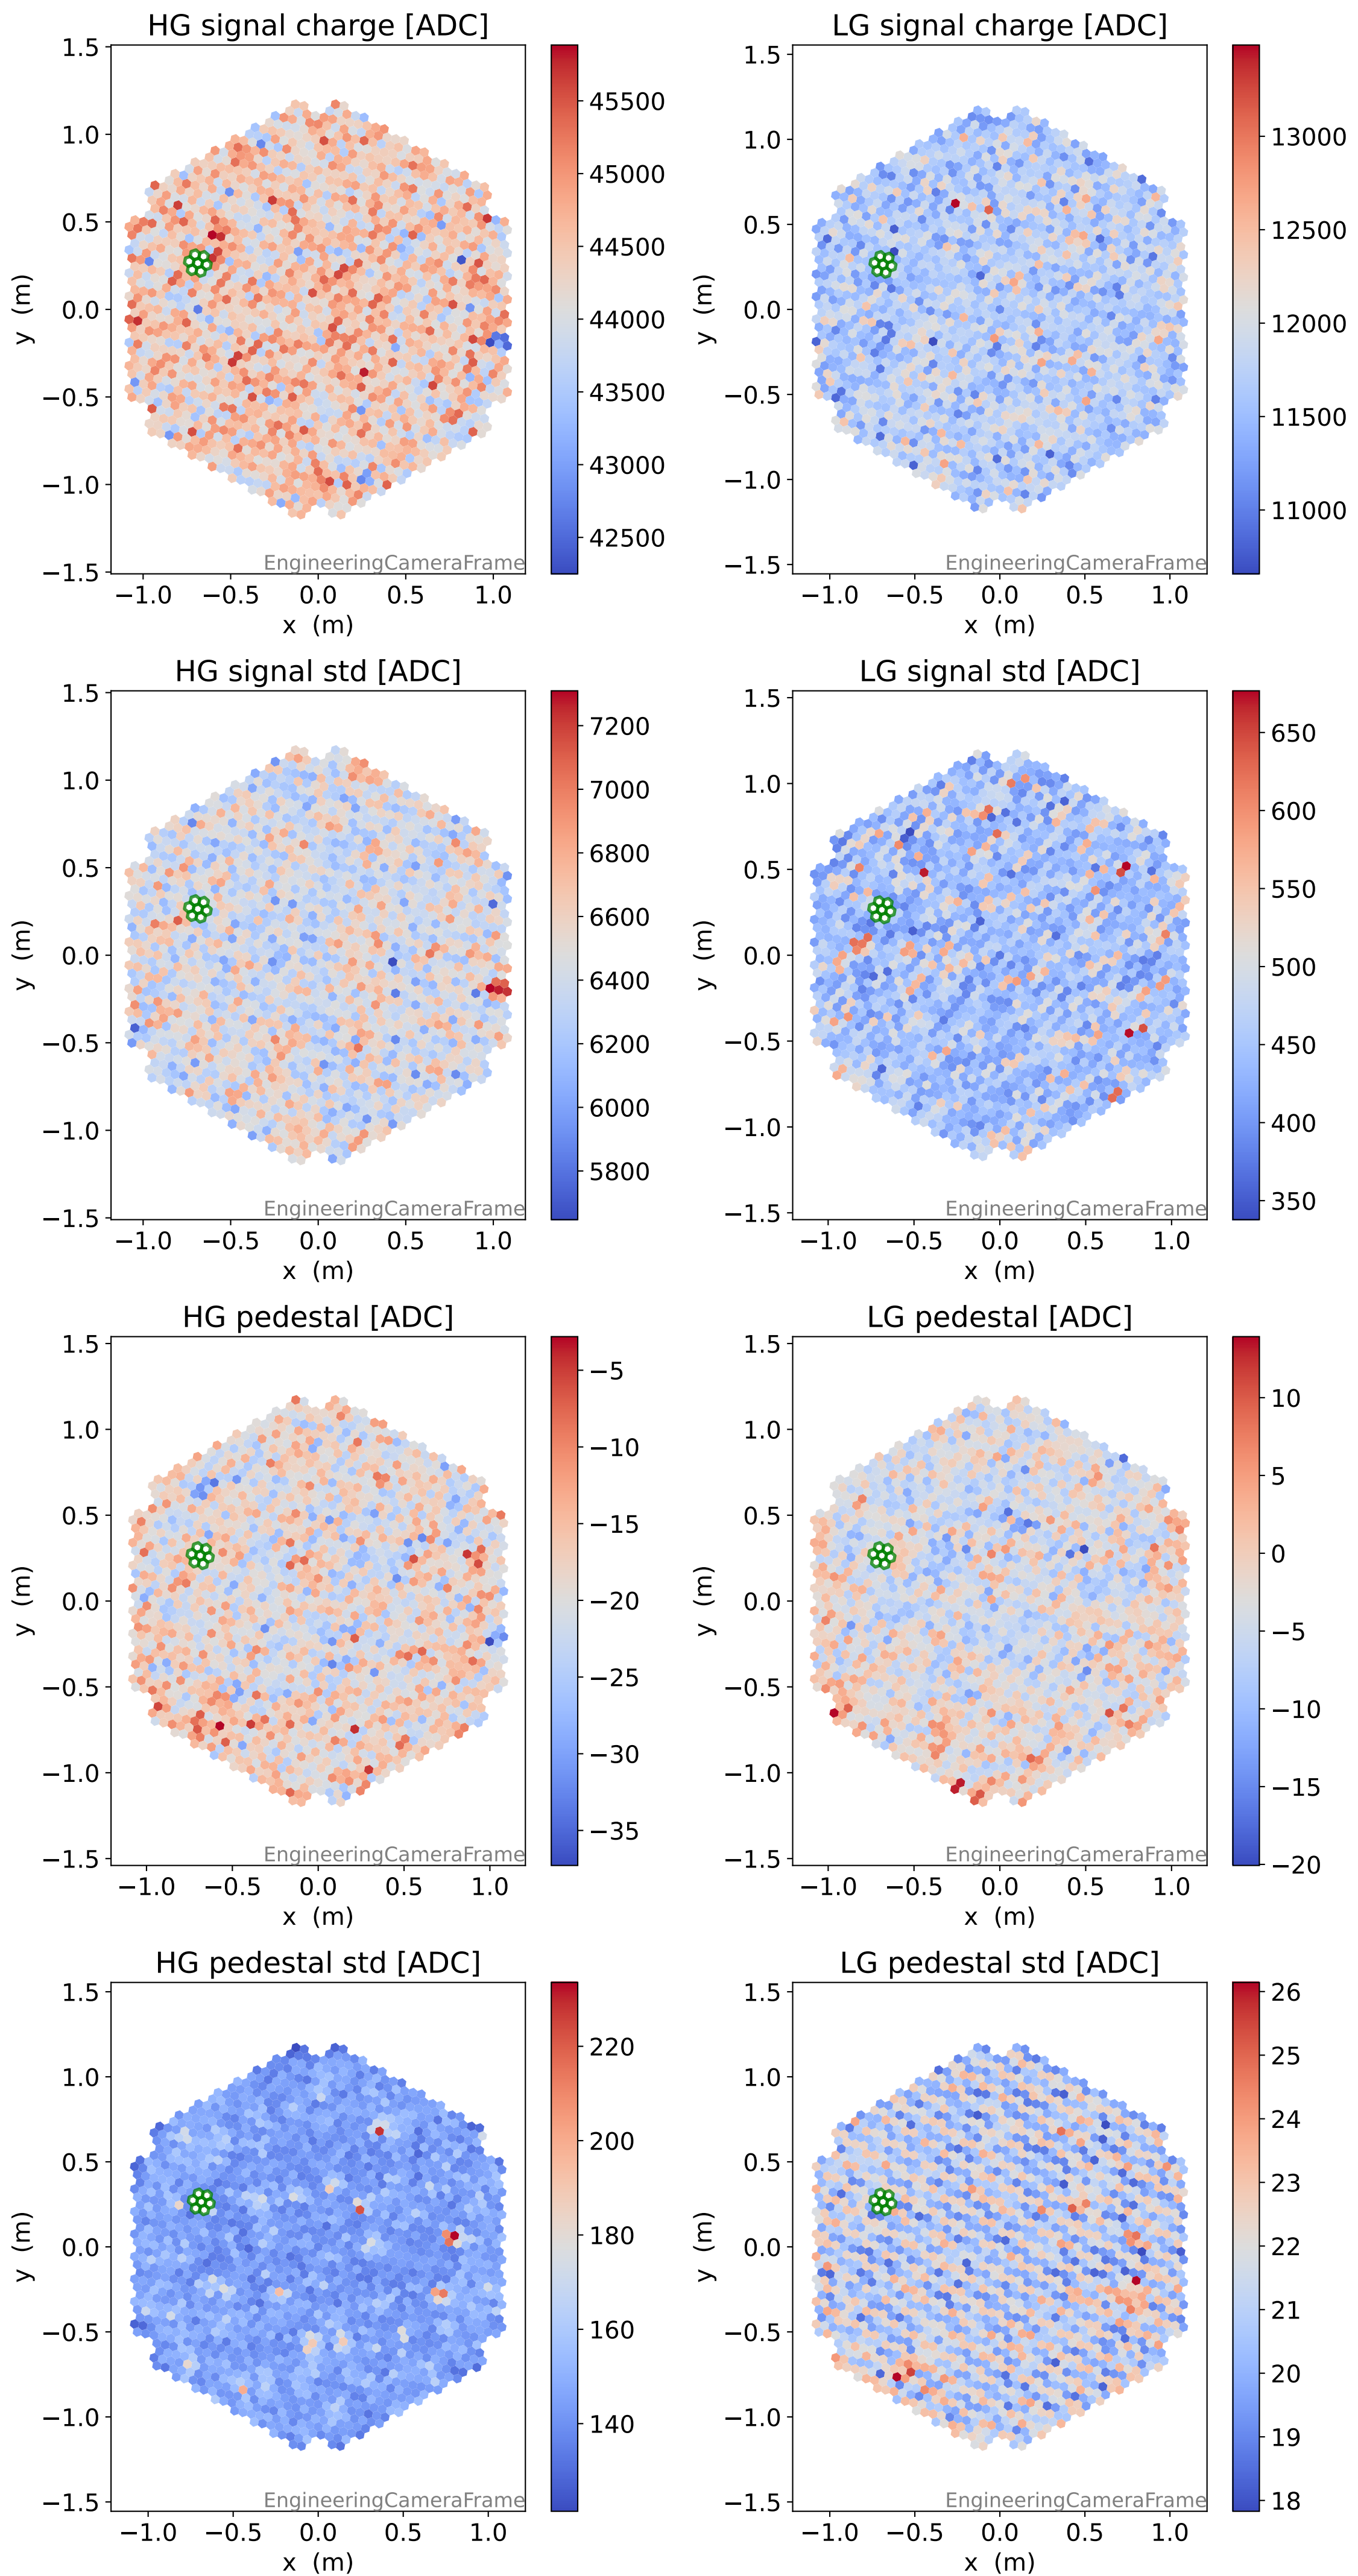 HG signal charge [ADC]
1.5
1.0
0.5
0.0
−0.5
−1.0
−1.5
y (m)
−1.0 −0.5 0.0 0.5 1.0
x (m)
EngineeringCameraFrame
45500
45000
44500
44000
43500
43000
42500
LG signal charge [ADC]
1.5
1.0
0.5
0.0
−0.5
−1.0
−1.5
y (m)
−1.0 −0.5 0.0 0.5 1.0
x (m)
EngineeringCameraFrame
13000
12500
12000
11500
11000
HG signal std [ADC]
1.5
1.0
0.5
0.0
−0.5
−1.0
−1.5
y (m)
−1.0 −0.5 0.0 0.5 1.0
x (m)
EngineeringCameraFrame
7200
7000
6800
6600
6400
6200
6000
5800
LG signal std [ADC]
1.5
1.0
0.5
0.0
−0.5
−1.0
−1.5
y (m)
−1.0 −0.5 0.0 0.5 1.0
x (m)
EngineeringCameraFrame
650
600
550
500
450
400
350
HG pedestal [ADC]
1.5
1.0
0.5
0.0
−0.5
−1.0
−1.5
y (m)
−1.0 −0.5 0.0 0.5 1.0
x (m)
EngineeringCameraFrame
−5
−10
−15
−20
−25
−30
−35
LG pedestal [ADC]
1.5
1.0
0.5
0.0
−0.5
−1.0
−1.5
y (m)
−1.0 −0.5 0.0 0.5 1.0
x (m)
EngineeringCameraFrame
10
5
0
−5
−10
−15
−20
HG pedestal std [ADC]
1.5
1.0
0.5
0.0
−0.5
−1.0
−1.5
y (m)
−1.0 −0.5 0.0 0.5 1.0
x (m)
EngineeringCameraFrame
220
200
180
160
140
LG pedestal std [ADC]
1.5
1.0
0.5
0.0
−0.5
−1.0
−1.5
y (m)
−1.0 −0.5 0.0 0.5 1.0
x (m)
EngineeringCameraFrame
26
25
24
23
22
21
20
19
18